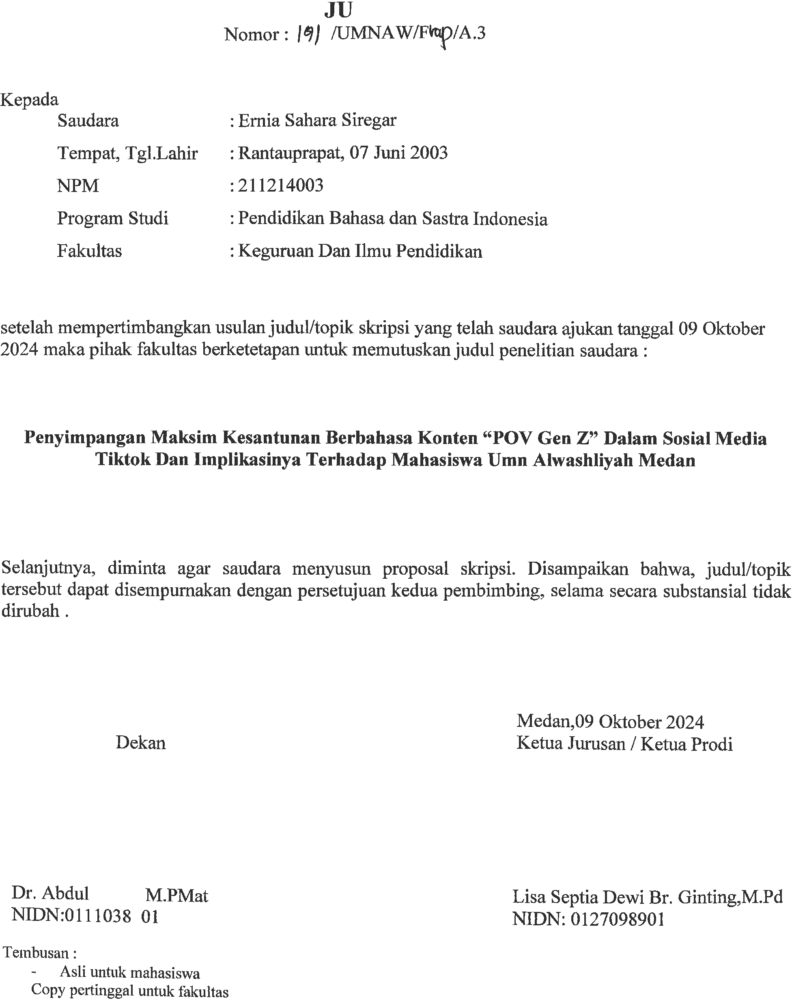 JU
Nomor : 191 /UMNAW/F /A.3
Kepada
Saudara : Ernia Sahara Siregar
Tempat, Tgl.Lahir : Rantauprapat, 07 Juni 2003
NPM : 211214003
Program Studi : Pendidikan Bahasa dan Sastra Indonesia
Fakultas : Keguruan Dan Ilmu Pendidikan
setelah mempertimbangkan usulan judul/topik skripsi yang telah saudara ajukan tanggal 09 Oktober
2024 maka pihak fakultas berketetapan untuk memutuskan judul penelitian saudara :
Penyimpangan Maksim Kesantunan Berbahasa Konten “POV Gen Z” Dalam Sosial Media
Tiktok Dan Implikasinya Terhadap Mahasiswa Umn Alwashliyah Medan
Selanjutnya, diminta agar saudara menyusun proposal skripsi. Disampaikan bahwa, judul/topik
tersebut dapat disempurnakan dengan persetujuan kedua pembimbing, selama secara substansial tidak
dirubah .
Medan,09 Oktober 2024
Dekan Ketua Jurusan / Ketua Prodi
Dr. Abdul M.PMat Lisa Septia Dewi Br. Ginting,M.Pd
NIDN:0111038 01 NIDN: 0127098901
Tembusan :
- Asli untuk mahasiswa
Copy pertinggal untuk fakultas